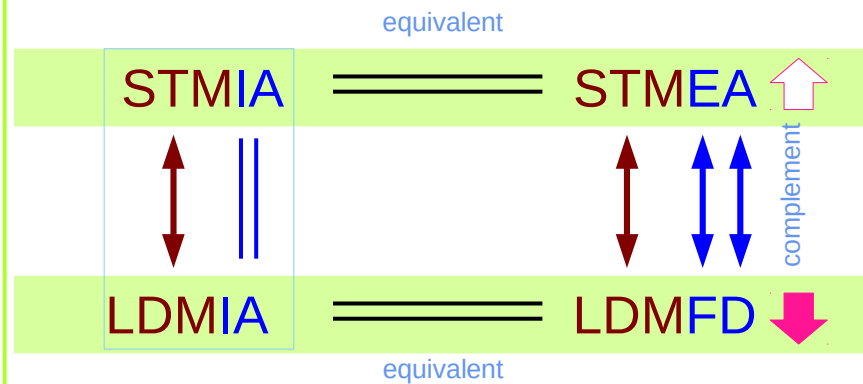 equivalent
STMIA STMEA
complement
LDMIA LDMFD
equivalent